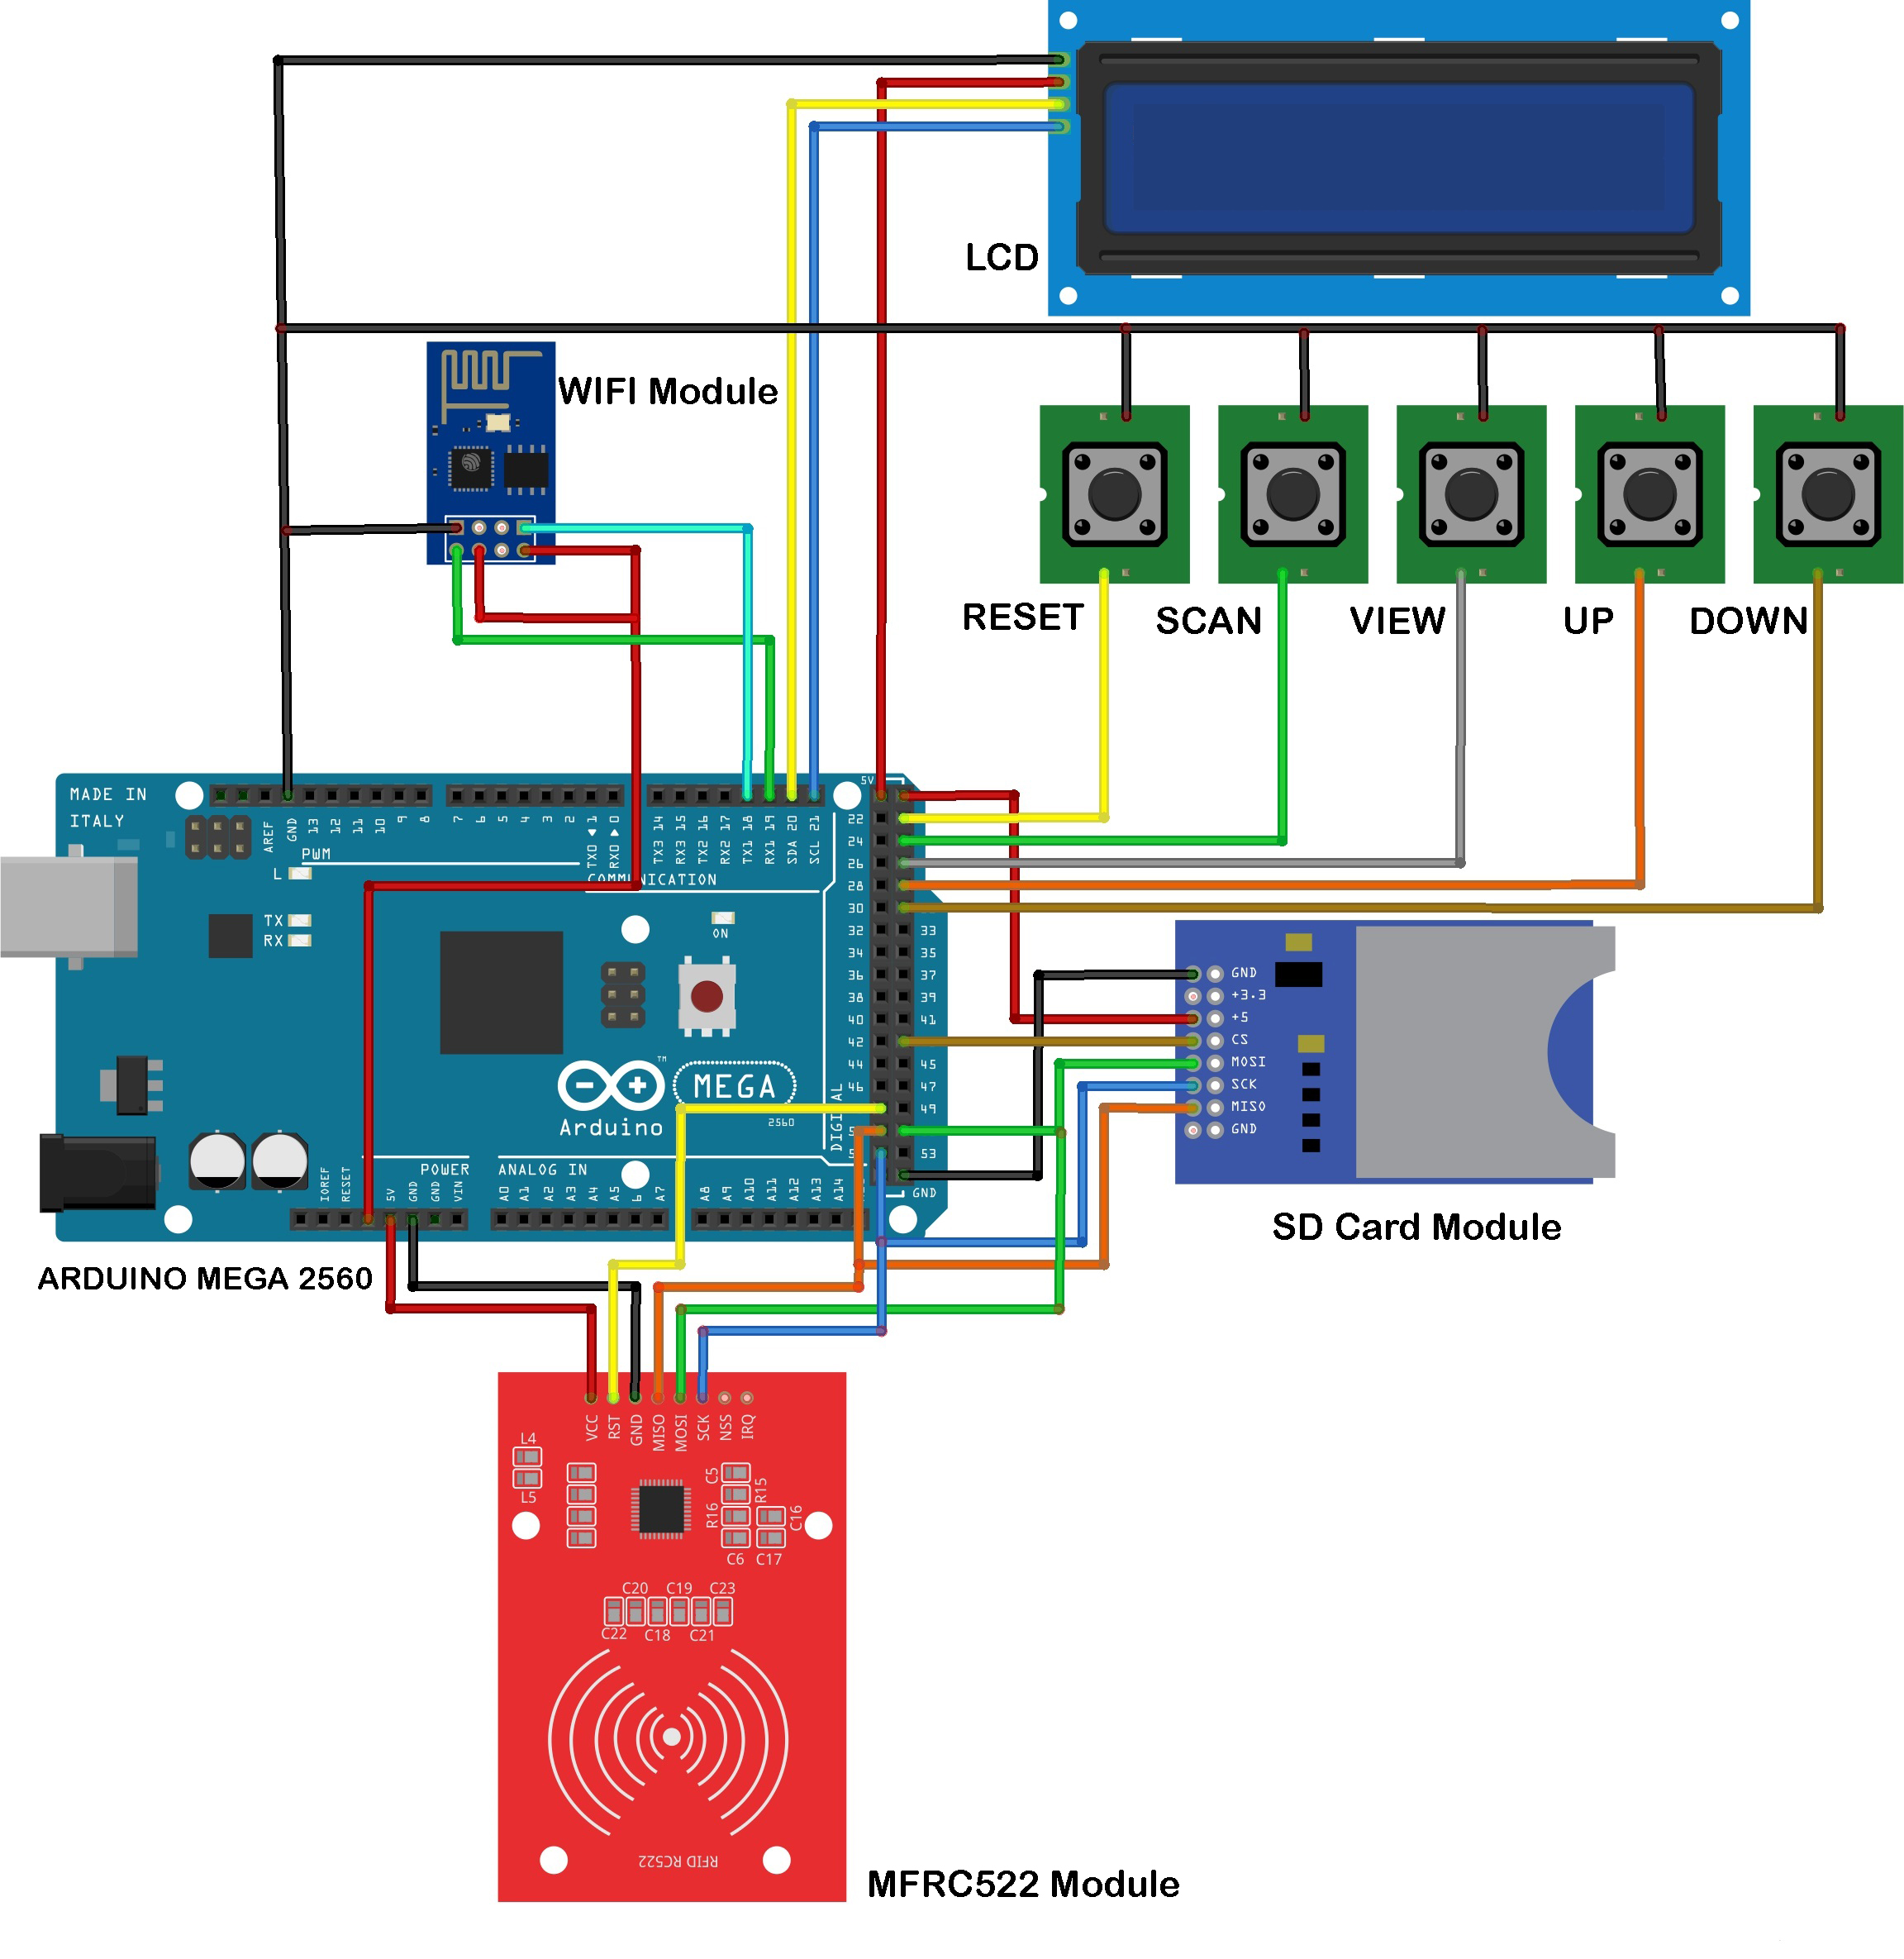 LCD
WIFI Module
RESET
SCAN
VIEW
UP
DOWN
MADE IN
ITALY
AREF
GND
13
12
11
10
9
8
7
6
5
4
3
2
TX0 ◀ 1
RX0 ▶ 0
TX3 14
RX3 15
TX2 16
RX2 17
TX1 18
RX1 19
SDA 20
SCL 21
5V
PWM
L
TX
RX
ON
22
24
26
28
30
32 33
34 35
36 37
38 39
40 41
42
44 45
46 47
49
53
GND
DIGITAL
MEGA
2560
TM
Arduino
POWER
ANALOG IN
IOREF
RESET
5V
GND
GND
VIN
A0
A1
A2
A3
A4
A5
A7
A8
A9
A10
A11
A12
A13
A14
ARDUINO MEGA 2560
GND
+3.3
+5
CS
MOSI
SCK
MISO
GND
SD Card Module
VCC
RST
GND
MISO
MOSI
SCK
NSS
IRQ
L4
L5
C5
R15
R16
C16
C6
C17
C20
C19
C23
C22
C18
C21
RFID RC522
MFRC522 Module